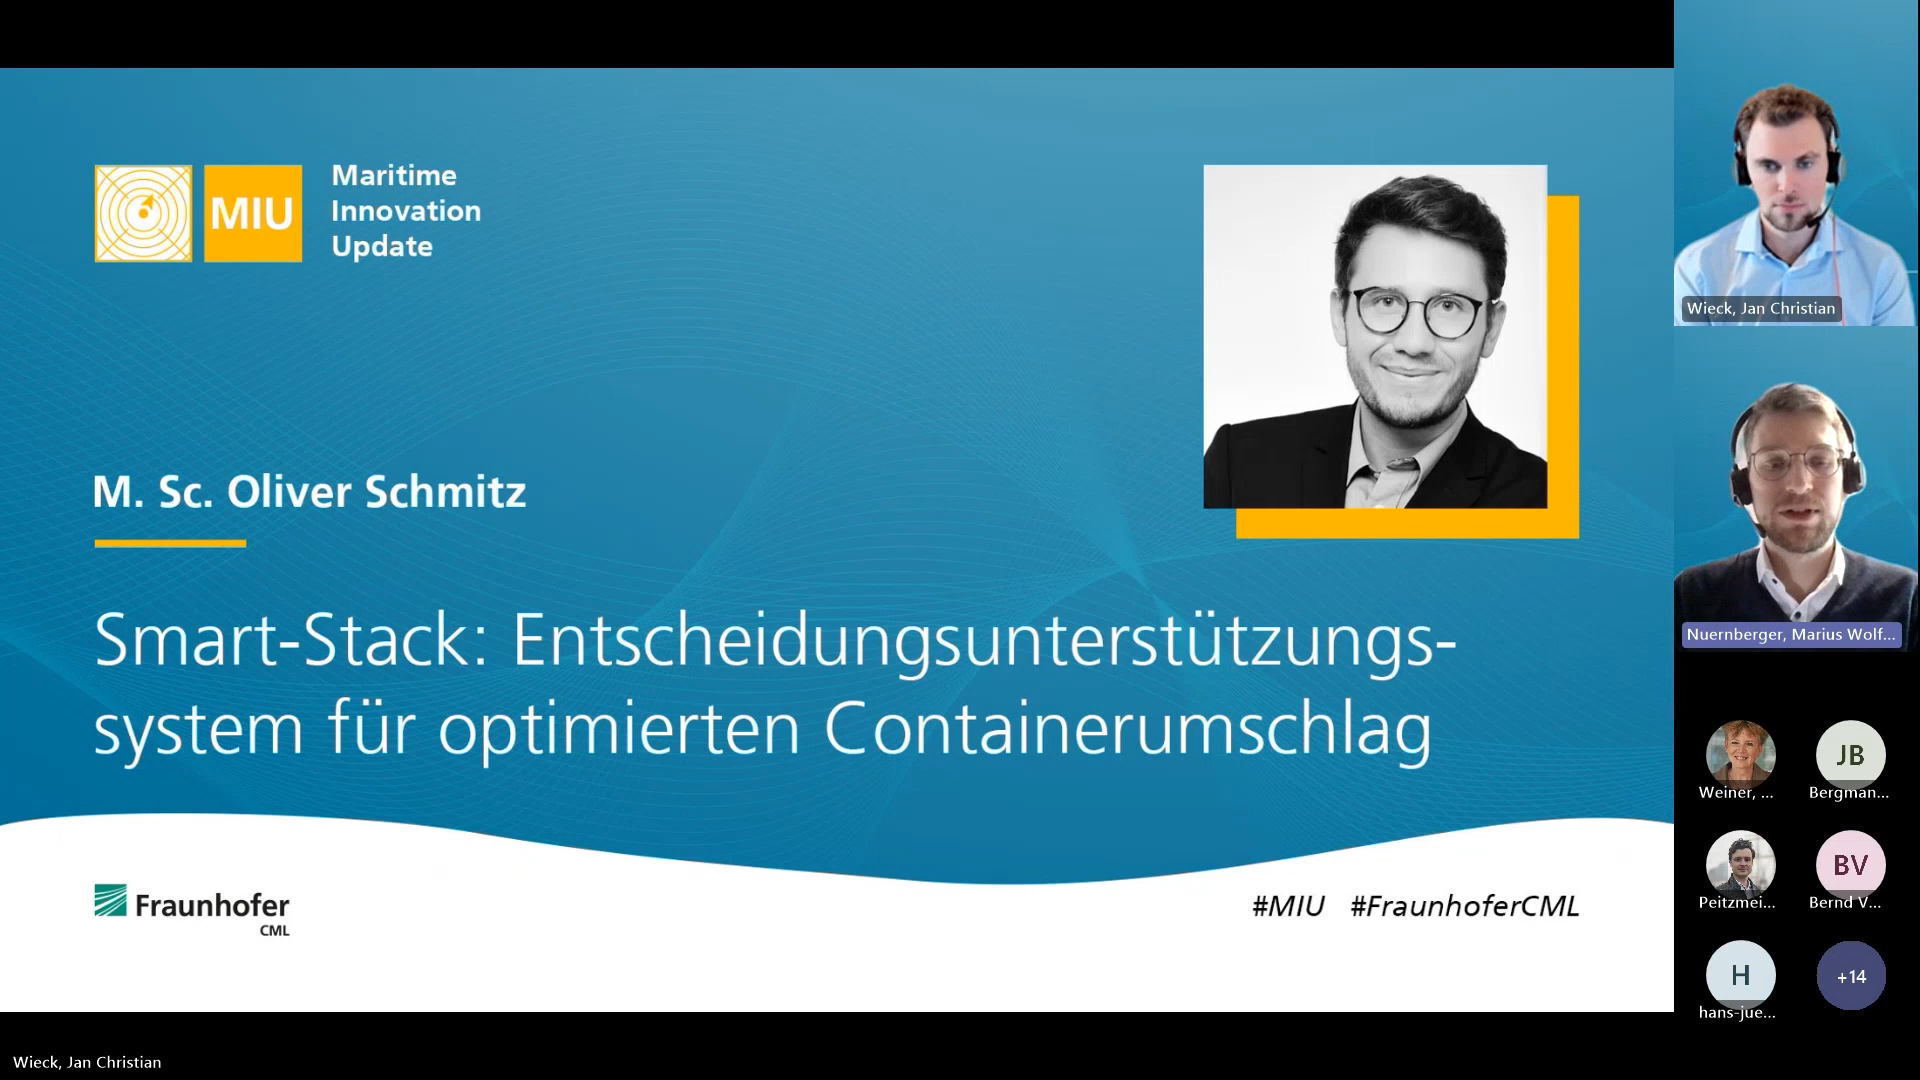 MIU
Maritime
Innovation
Update
M. Sc. Oliver Schmitz
Smart-Stack: Entscheidungsunterstützungs-
system für optimierten Containerumschlag
Fraunhofer
CML
#MIU #FraunhoferCML
Wieck, Jan Christian
Nuernberger, Marius Wolf...
Weiner, ...
JB
Bergman...
Peitzmei...
BV
Bernd V...
H
hans-jue...
+14
Wieck, Jan Christian